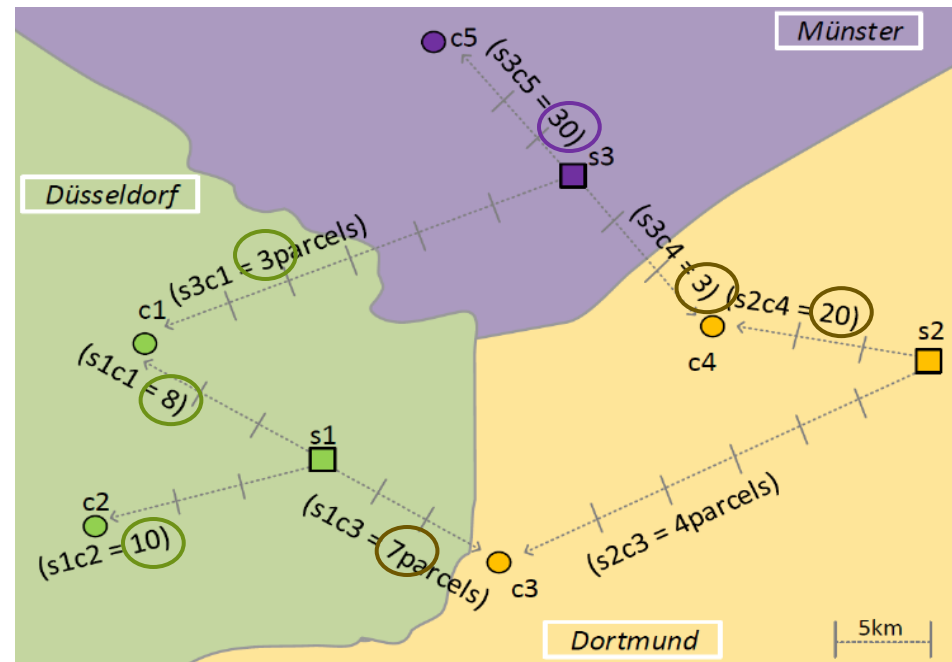 Münster
c5
(s3c5 = 30)
s3
Düsseldorf
(s3c1 = 3parcels)
(s3c4 = 3)
(s2c4 = 20)
s2
c1
c4
(s1c1 = 8)
s1
c2
(s1c2 = 10)
(s1c3 = 7parcels)
(s2c3 = 4parcels)
c3
Dortmund
5km